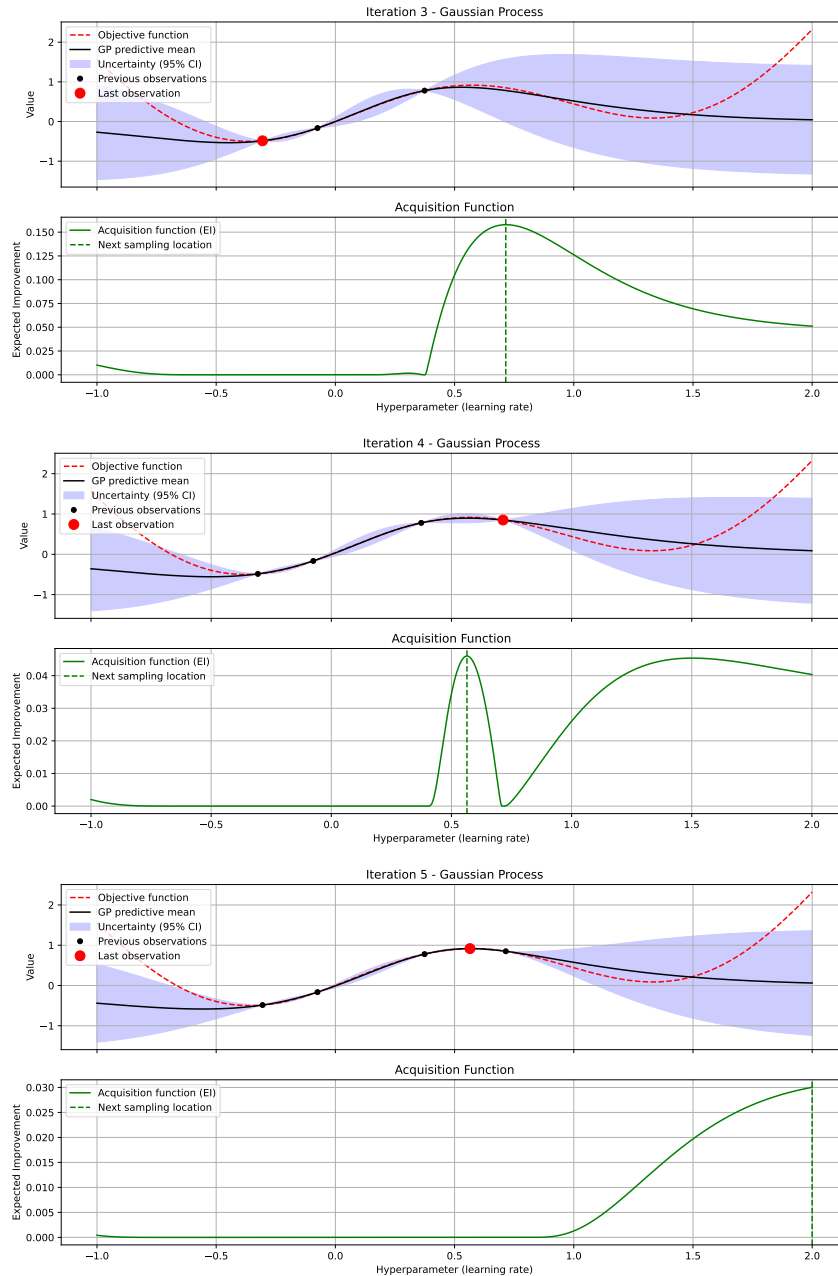 Iteration 3 - Gaussian Process
Objective function
GP predictive mean
Uncertainty (95% CI)
Previous observations
Last observation
Value
2
1
0
−1
Acquisition Function
Acquisition function (EI)
Next sampling location
Expected Improvement
0.150
0.125
0.100
0.075
0.050
0.025
0.000
−1.0 −0.5 0.0 0.5 1.0 1.5 2.0
Hyperparameter (learning rate)
Iteration 4 - Gaussian Process
Objective function
GP predictive mean
Uncertainty (95% CI)
Previous observations
Last observation
Value
2
1
0
−1
Acquisition Function
Acquisition function (EI)
Next sampling location
Expected Improvement
0.04
0.03
0.02
0.01
0.00
−1.0 −0.5 0.0 0.5 1.0 1.5 2.0
Hyperparameter (learning rate)
Iteration 5 - Gaussian Process
Objective function
GP predictive mean
Uncertainty (95% CI)
Previous observations
Last observation
Value
2
1
0
−1
Acquisition Function
Acquisition function (EI)
Next sampling location
Expected Improvement
0.030
0.025
0.020
0.015
0.010
0.005
0.000
−1.0 −0.5 0.0 0.5 1.0 1.5 2.0
Hyperparameter (learning rate)